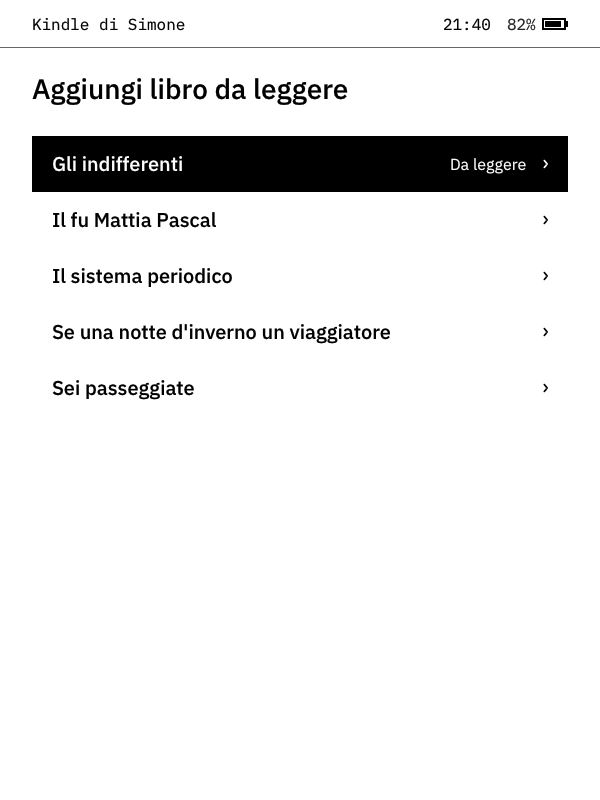 Kindle di Simone 21:40 82%
Aggiungi libro da leggere
Gli indifferenti Da leggere ›
Il fu Mattia Pascal ›
Il sistema periodico ›
Se una notte d'inverno un viaggiatore ›
Sei passeggiate ›